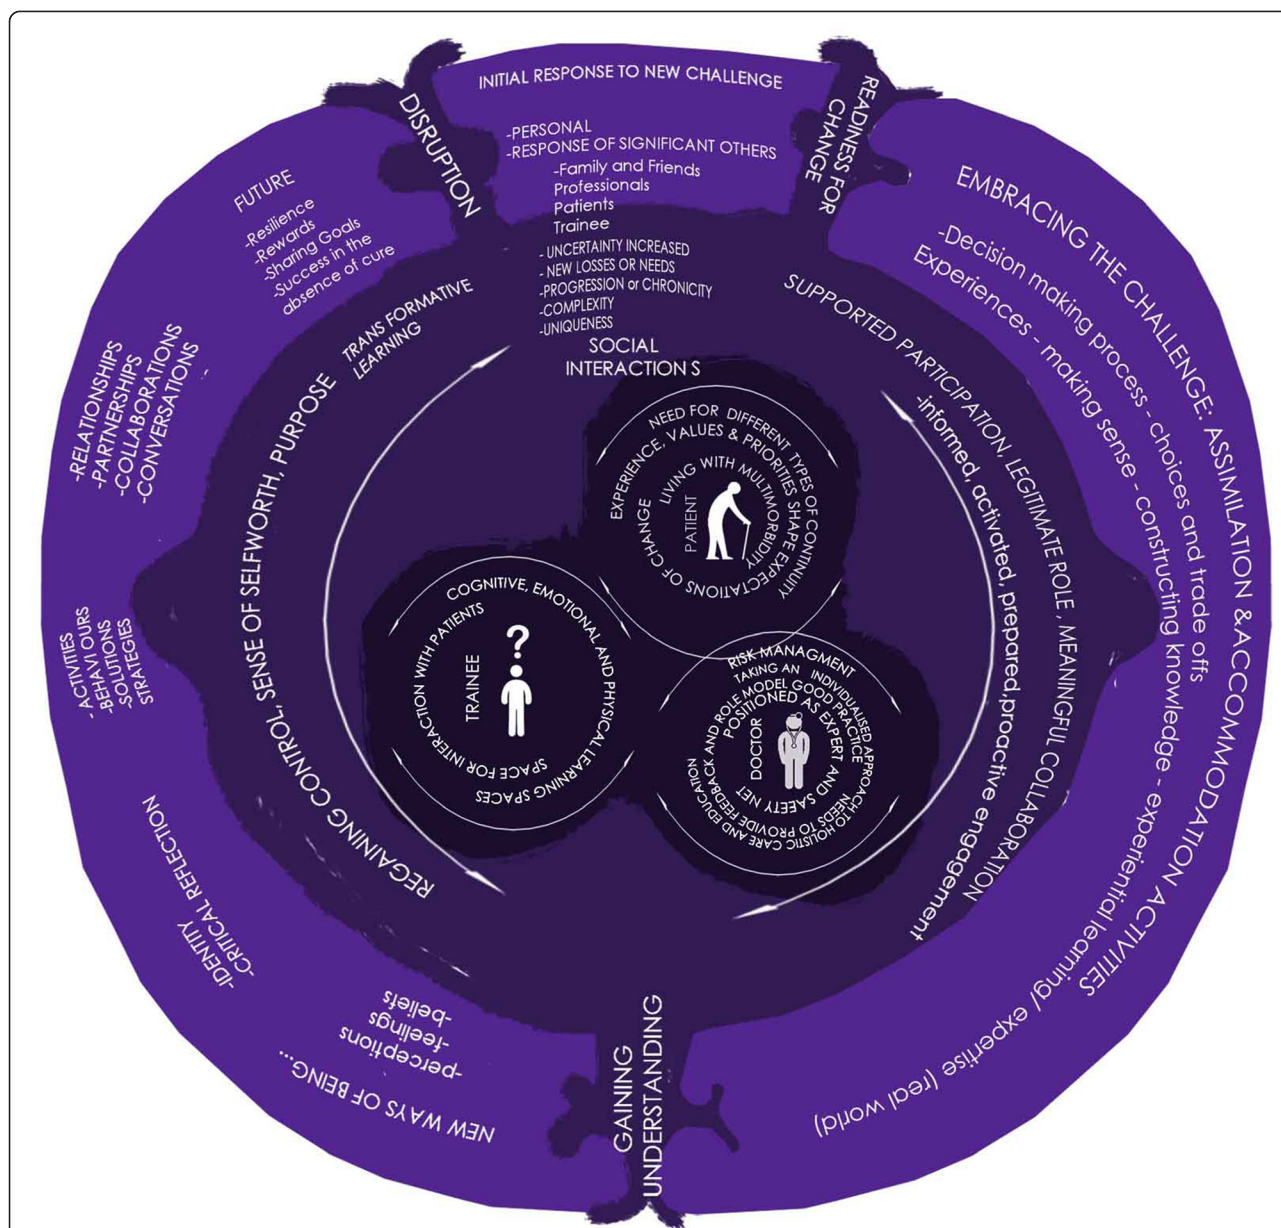 INITIAL RESPONSE TO NEW CHALLENGE
-PERSONAL
-RESPONSE OF SIGNIFICANT OTHERS
-Family and Friends
Professionals
Patients
Trainee
- UNCERTAINTY INCREASED
- NEW LOSSES OR NEEDS
-PROGRESSION or CHRONICITY
-COMPLEXITY
-UNIQUENESS
SOCIAL
INTERACTION S
READINESS FOR
CHANGE
EMBRACING THE CHALLENGE: ASSIMILATION &ACCOMMODATION ACTIVITIES
-Decision making process - choices and trade offs
Experiences - making sense - constructing knowledge - experiential learning/ expertise (real world)
SUPPORTED PARTICIPATION, LEGITIMATE ROLE, MEANINGFUL COLLABORATION
-informed, activated, prepared,proactive engagement
GAINING
UNDERSTANDING
NEW WAYS OF BEING...
-perceptions
-feelings
-beliefs
-IDENTITY
-CRITICAL REFLECTION
- ACTIVITIES
-BEHAVIOURS
-SOLUTIONS
STRATEGIES
-RELATIONSHIPS
-PARTNERSHIPS
-COLLABORATIONS
-CONVERSATIONS
FUTURE
-Resilience
-Rewards
-Sharing Goals
-Success in the
absence of cure
DISRUPTION
TRANS FORMATIVE
LEARNING
REGAINING CONTROL, SENSE OF SELFWORTH, PURPOSE
NEED FOR DIFFERENT TYPES OF CONTINUITY
EXPERIENCE, VALUES & PRIORITIES SHAPE EXPECTATIONS OF CHANGE
LIVING WITH MULTIMORBIDITY
PATIENT
COGNITIVE, EMOTIONAL AND PHYSICAL LEARNING SPACES
SPACE FOR INTERACTION WITH PATIENTS
TRAINEE
?
RISK MANAGMENT
TAKING AN INDIVIDUALISED APPROACH TO HOLISTIC CARE AND EDUCATION
NEEDS TO PROVIDE FEEDBACK AND ROLE MODEL GOOD PRACTICE
POSITIONED AS EXPERT AND SAEETY NET
DOCTOR